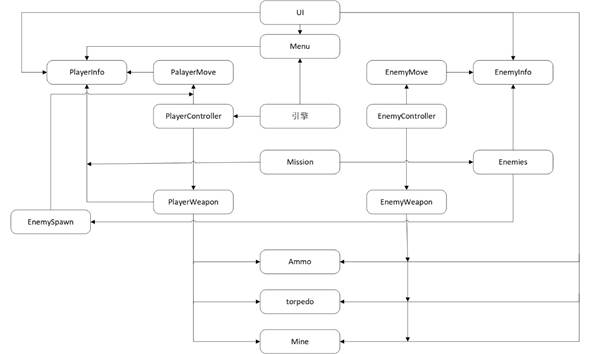 UI
Menu
PlayerInfo
PalayerMove
EnemyMove
EnemyInfo
PlayerController
引擎
EnemyController
Mission
Enemies
PlayerWeapon
EnemyWeapon
EnemySpawn
Ammo
torpedo
Mine